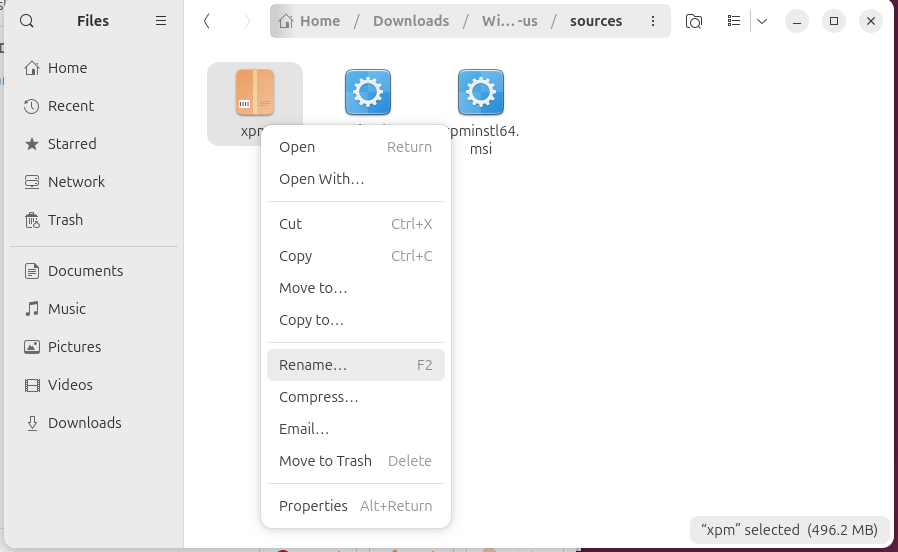 Files
Home / Downloads / Wi…-us / sources
Home
Recent
Starred
Network
Trash
Documents
Music
Pictures
Videos
Downloads
xpm
pminstl64.
msi
Open Return
Open With…
Cut Ctrl+X
Copy Ctrl+C
Move to…
Copy to…
Rename… F2
Compress…
Email…
Move to Trash Delete
Properties Alt+Return
“xpm” selected (496.2 MB)